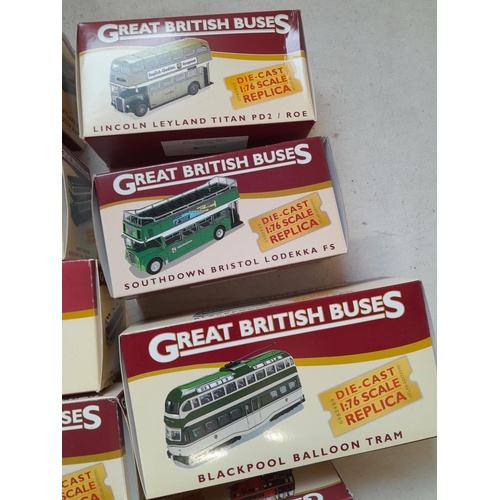 GREAT BRITISH BUSES
DIE-CAST
1:76 SCALE
REPLICA
LINCOLN LEYLAND TITAN PD2 / ROE
GREAT BRITISH BUSES
DIE-CAST
1:76 SCALE
REPLICA
SOUTHDOWN BRISTOL LODEKKA FS
GREAT BRITISH BUSES
DIE-CAST
1:76 SCALE
REPLICA
BLACKPOOL BALLOON TRAM
BUSES